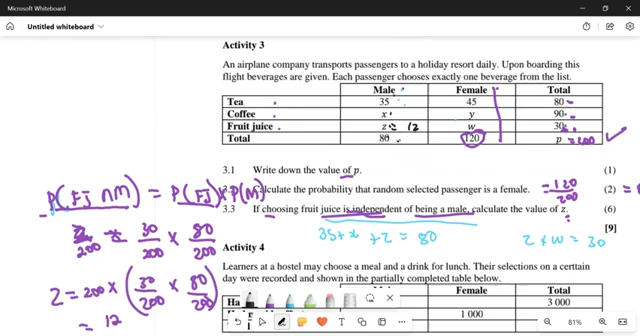 Microsoft Whiteboard
Untitled whiteboard
Activity 3
An airplane company transports passengers to a holiday resort daily. Upon boarding this
flight beverages are given. Each passenger chooses exactly one beverage from the list.
Male Female Total
Tea 35 45 80
Coffee x y 90
Fruit juice z = 12 w 30
Total 80 120 p = 200
3.1 Write down the value of p. (1)
3.2 Calculate the probability that random selected passenger is a female. = 120/200 (2) =
3.3 If choosing fruit juice is independent of being a male, calculate the value of z. (6)
[9]
P(FJ ∩ M) = P(FJ) × P(M)
z/200 = 30/200 × 80/200
z = 200 × (30/200 × 80/200)
= 12
35 + x + z = 80
z + w = 30
Activity 4
Learners at a hostel may choose a meal and a drink for lunch. Their selections on a certain
day were recorded and shown in the partially completed table below.
Female Total
Ha 3 000
1 000
81%